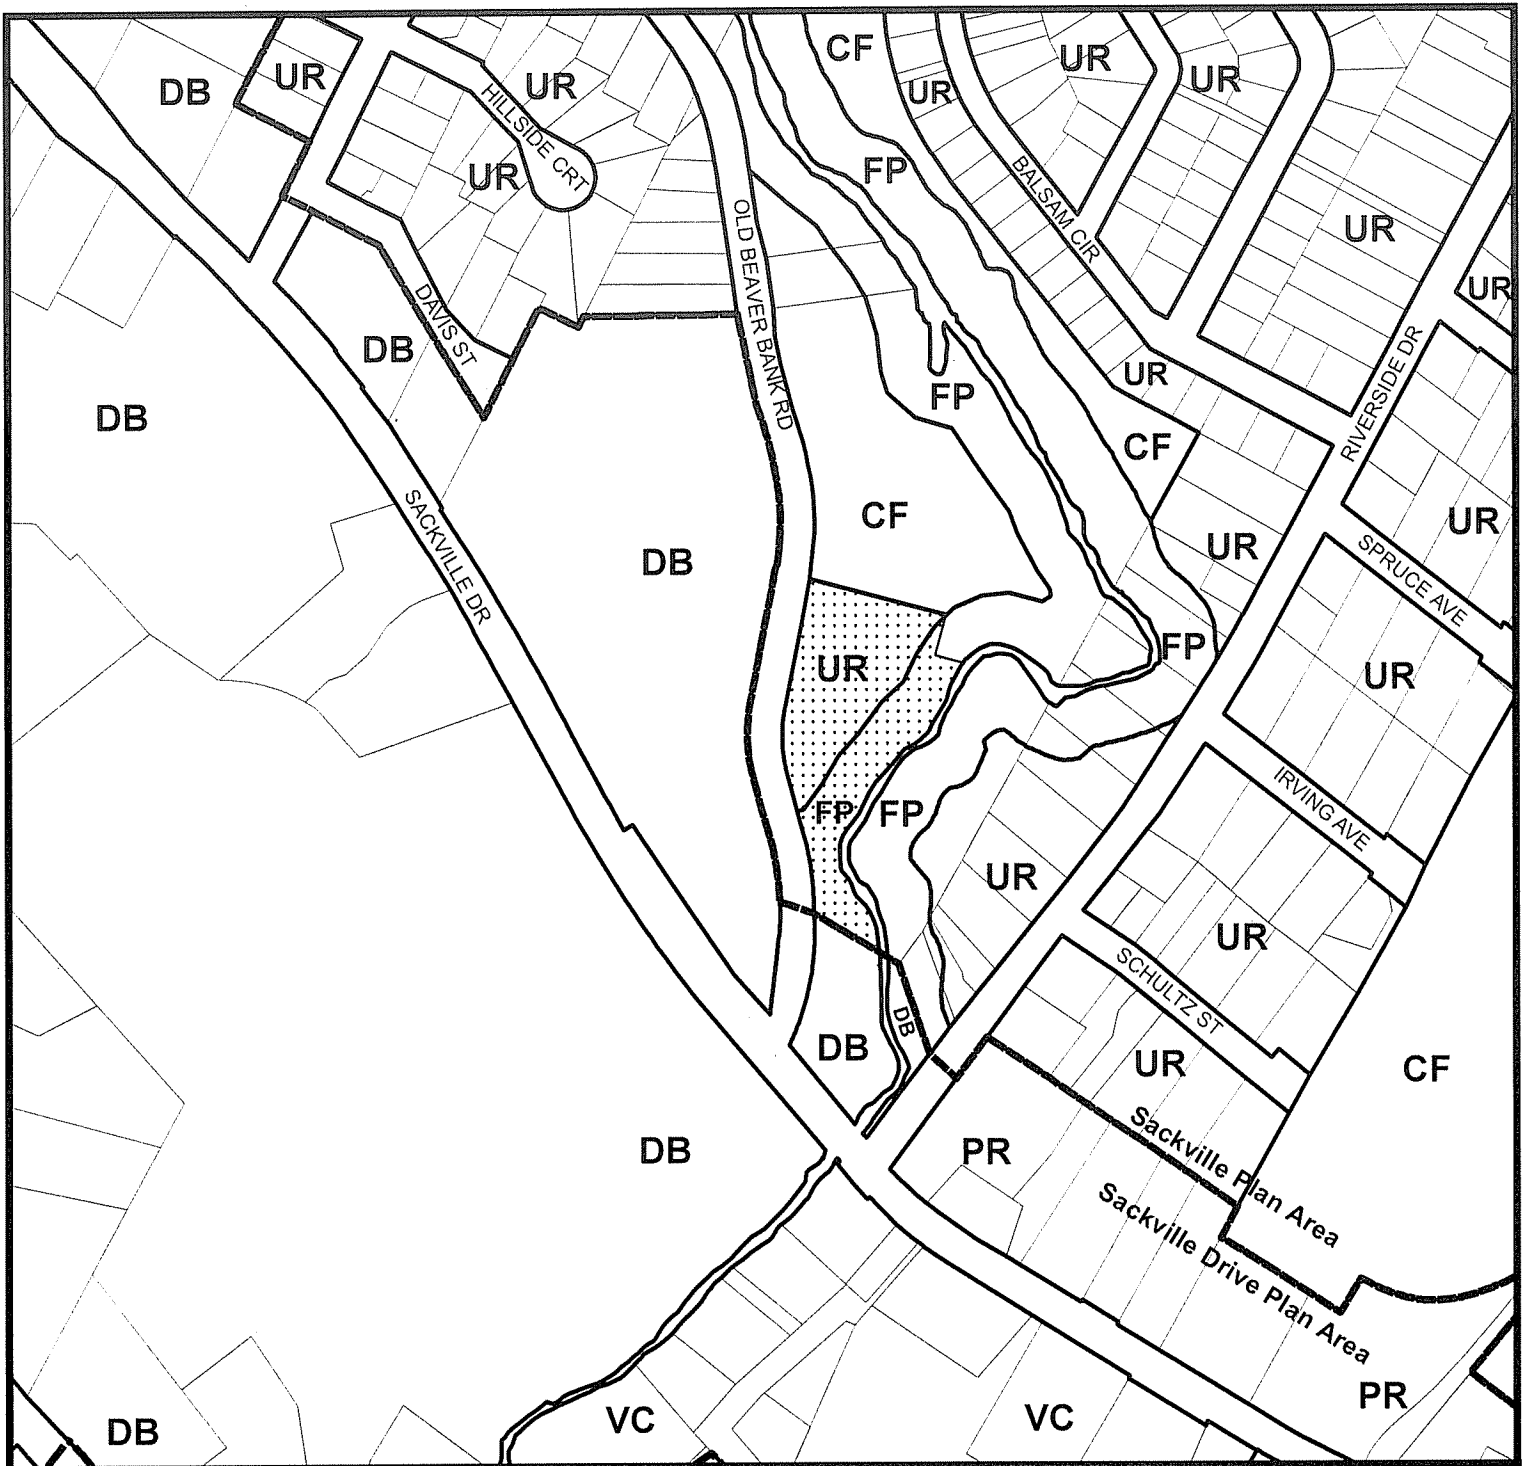 CF
UR
UR
DB
UR
UR
UR
UR
HILLSIDE CRT
FP
UR
BALSAM CIR
OLD BEAVER BANK RD
UR
UR
DAVIS ST
DB
UR
RIVERSIDE DR
FP
DB
CF
CF
UR
UR
SACKVILLE DR
DB
SPRUCE AVE
UR
FP
UR
FP
FP
IRVING AVE
UR
UR
SCHULTZ ST
DB
DB
UR
CF
DB
PR
Sackville Plan Area
Sackville Drive Plan Area
PR
DB
VC
VC